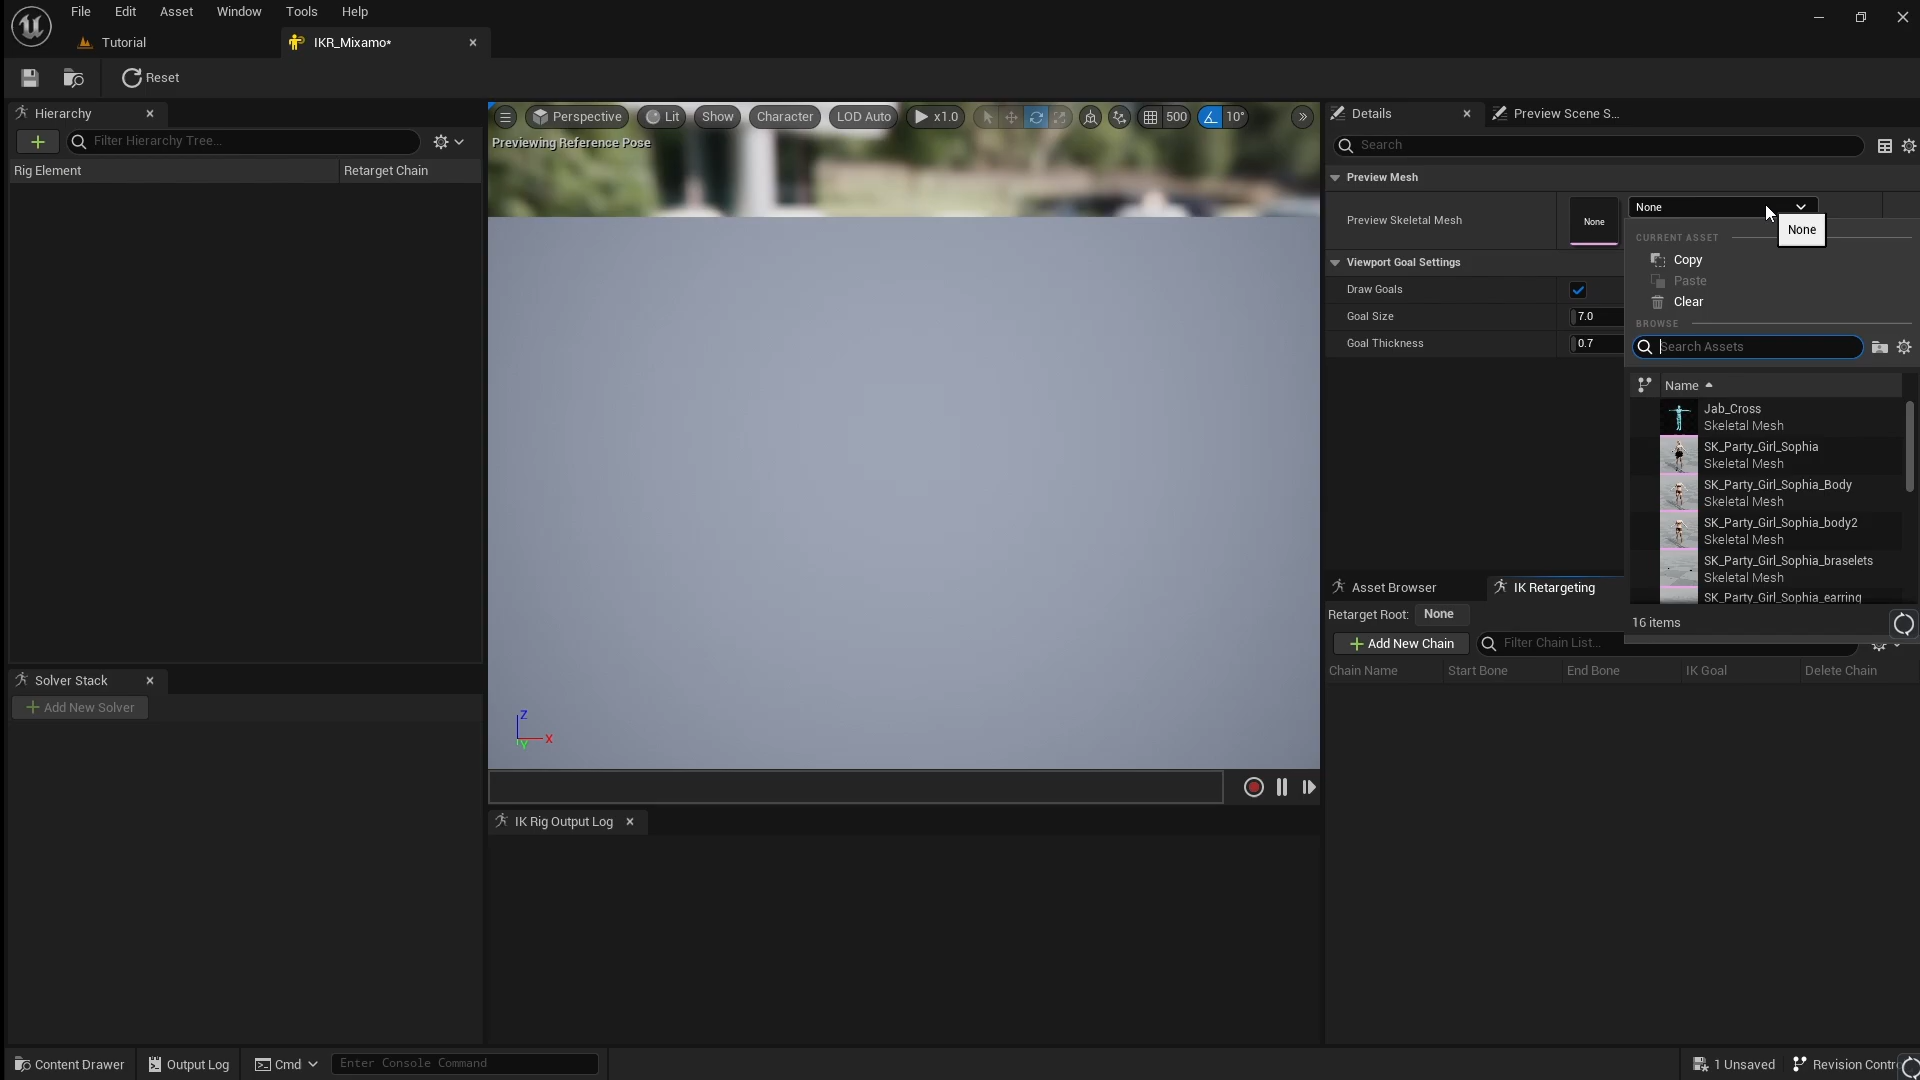 File Edit Asset Window Tools Help
Tutorial
IKR_Mixamo*
Reset
Hierarchy
Filter Hierarchy Tree...
Rig Element Retarget Chain
Solver Stack
Add New Solver
Perspective Lit Show Character LOD Auto x1.0 500 10°
Previewing Reference Pose
Z
X
Y
IK Rig Output Log
Details
Preview Scene S...
Search
Preview Mesh
Preview Skeletal Mesh
None
None
None
CURRENT ASSET
Copy
Paste
Clear
BROWSE
Search Assets
Name
Jab_Cross
Skeletal Mesh
SK_Party_Girl_Sophia
Skeletal Mesh
SK_Party_Girl_Sophia_Body
Skeletal Mesh
SK_Party_Girl_Sophia_body2
Skeletal Mesh
SK_Party_Girl_Sophia_braselets
Skeletal Mesh
SK_Party_Girl_Sophia_earring
16 items
Viewport Goal Settings
Draw Goals
Goal Size 7.0
Goal Thickness 0.7
Asset Browser
IK Retargeting
Retarget Root: None
Add New Chain
Filter Chain List...
Chain Name Start Bone End Bone IK Goal Delete Chain
Content Drawer Output Log Cmd Enter Console Command
1 Unsaved
Revision Contr